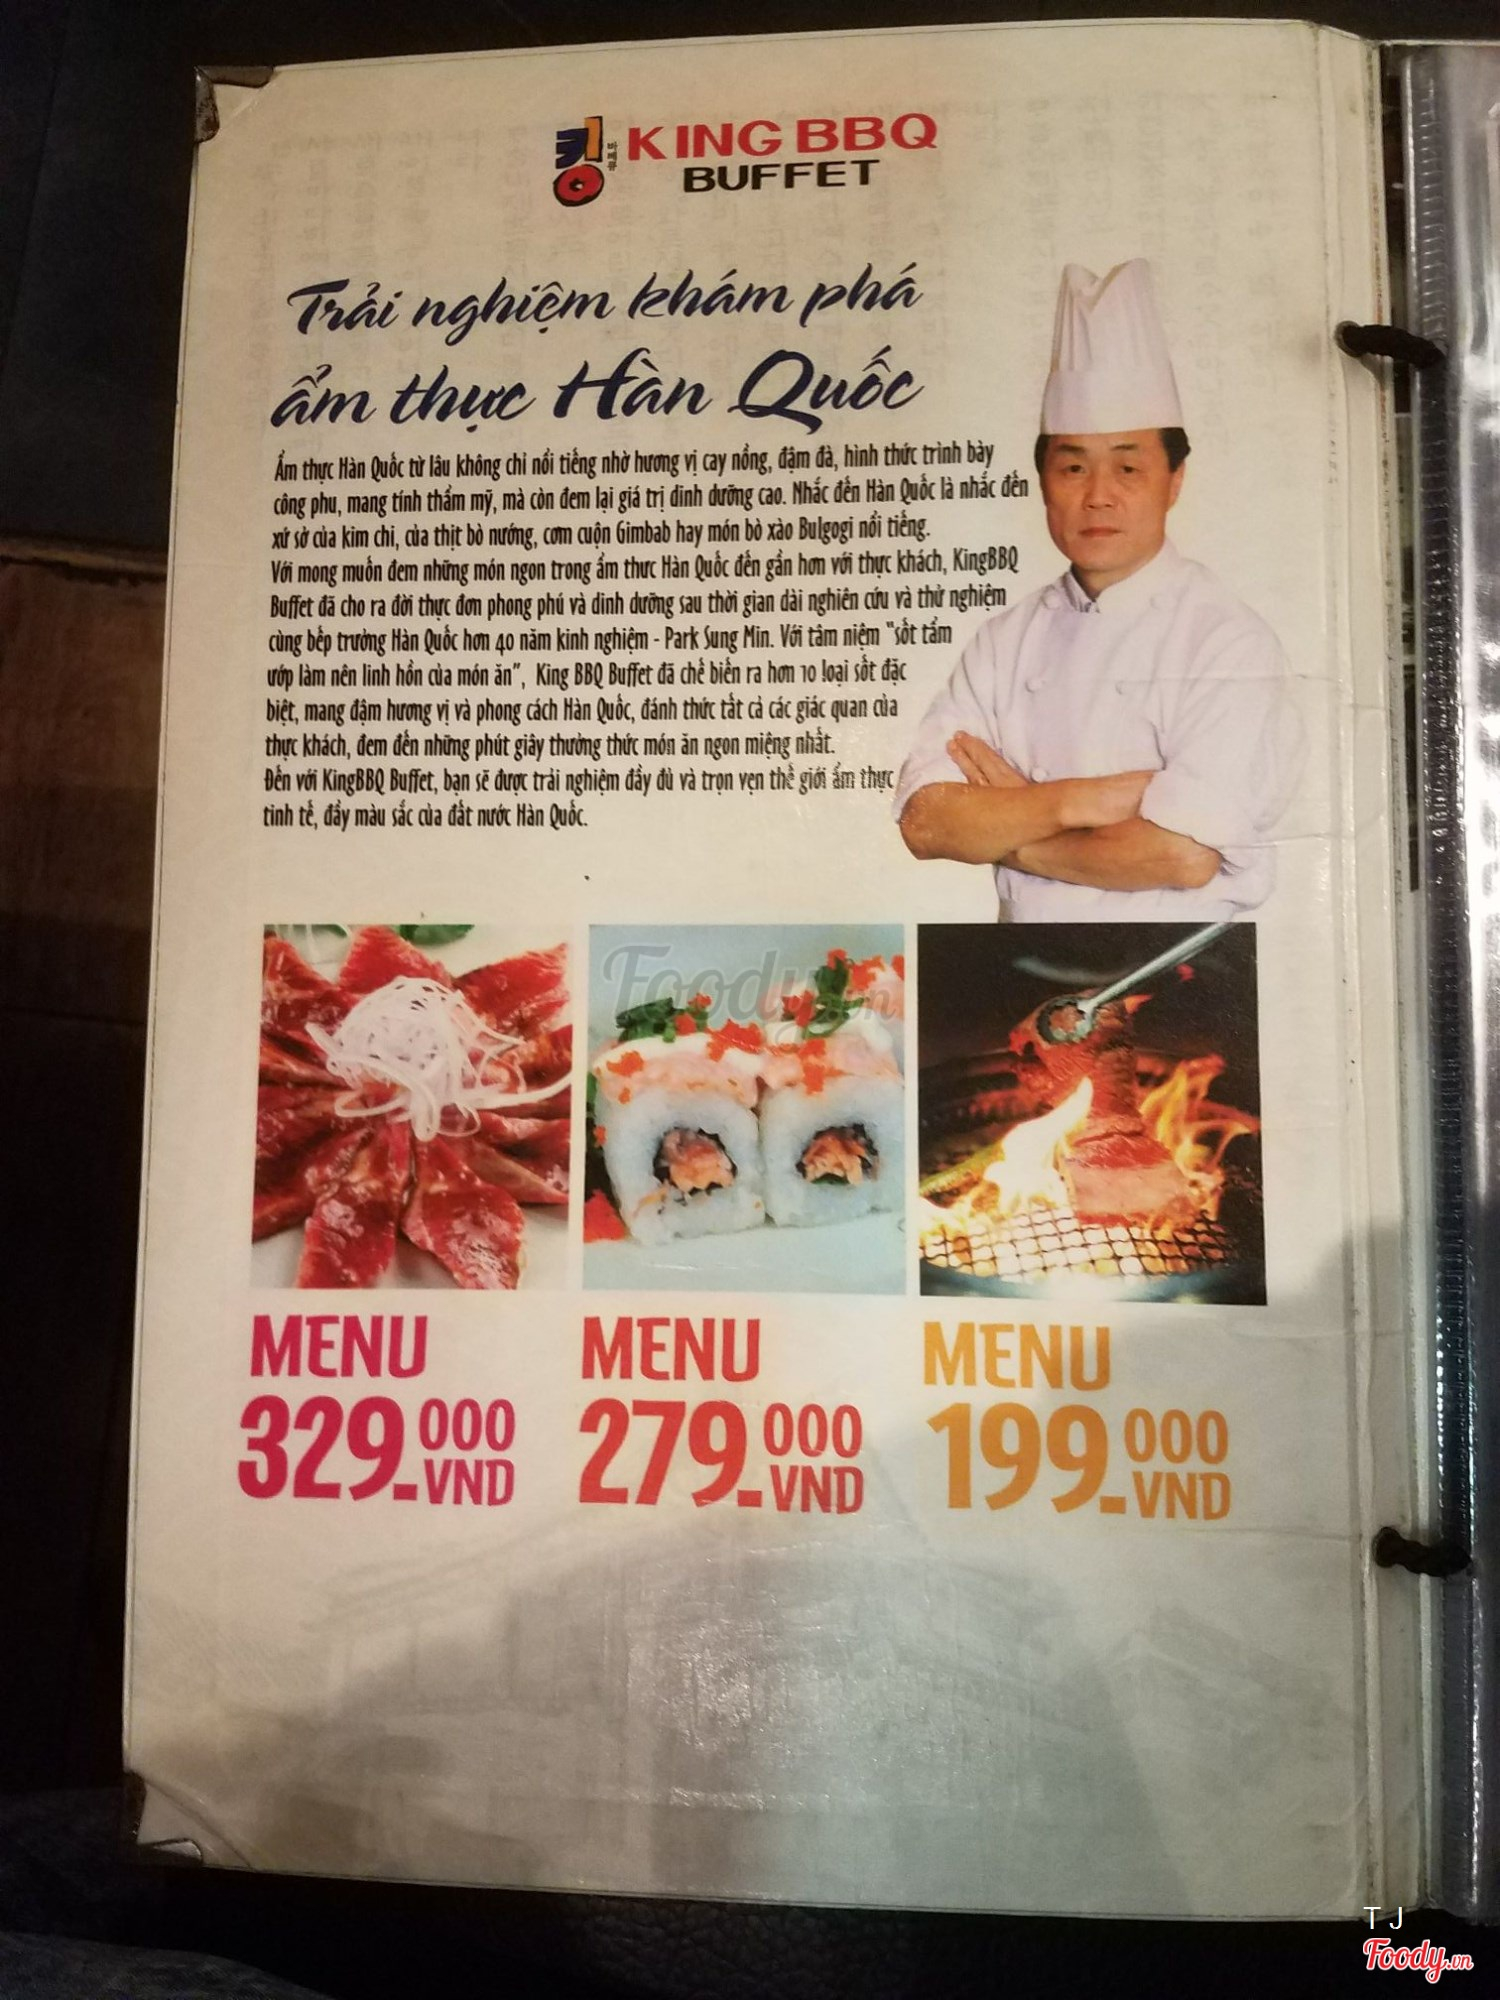 킹
KING BBQ
BUFFET
Trải nghiệm khám phá
ẩm thực Hàn Quốc
Ẩm thực Hàn Quốc từ lâu không chỉ nổi tiếng nhờ hương vị cay nồng, đậm đà, hình thức trình bày
công phu, mang tính thẩm mỹ, mà còn đem lại giá trị dinh dưỡng cao. Nhắc đến Hàn Quốc là nhắc đến
xứ sở của kim chi, của thịt bò nướng, cơm cuộn Gimbab hay món bò xào Bulgogi nổi tiếng.
Với mong muốn đem những món ngon trong ẩm thưc Hàn Quốc đến gần hơn với thực khách, KingBBQ
Buffet đã cho ra đời thực đơn phong phú và dinh dưỡng sau thời gian dài nghiên cứu và thử nghiệm
cùng bếp trưởng Hàn Quốc hơn 40 năm kinh nghiệm - Park Sung Min. Với tâm niệm "sốt tẩm
ướp làm nên linh hồn của món ăn", King BBQ Buffet đã chế biến ra hơn 10 loại sốt đặc
biệt, mang đậm hương vị và phong cách Hàn Quốc, đánh thức tất cả các giác quan của
thực khách, đem đến những phút giây thưởng thức món ăn ngon miệng nhất.
Đến với KingBBQ Buffet, bạn sẽ được trải nghiệm đầy đủ và trọn vẹn thế giới ẩm thực
tinh tế, đầy màu sắc của đất nước Hàn Quốc.
Foody.vn
MENU
329.000
VND
MENU
279.000
VND
MENU
199.000
VND
T J
Foody.vn